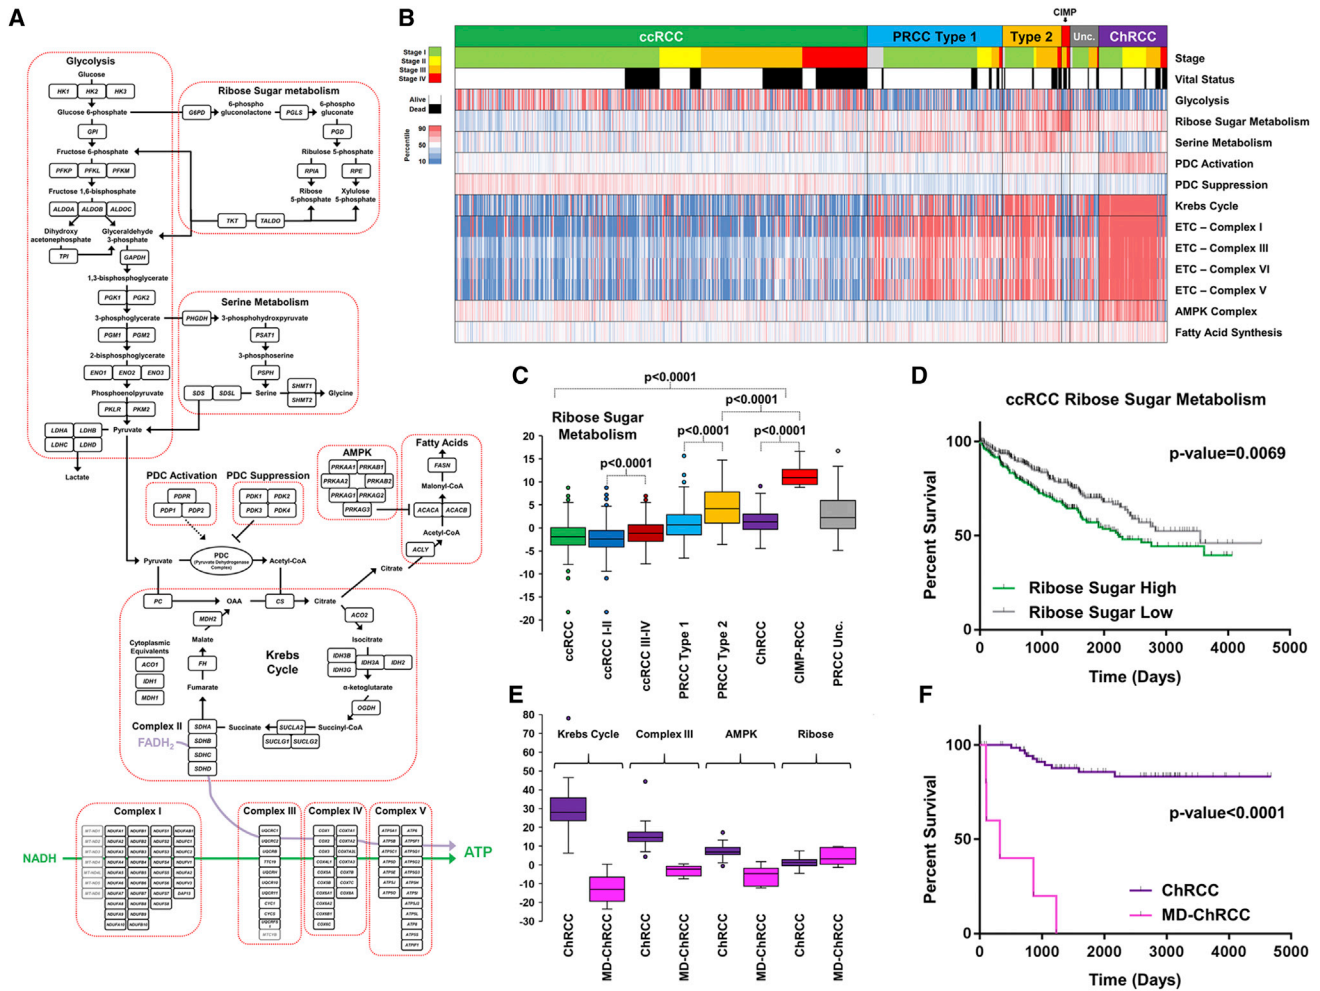 A
Glycolysis
Glucose
HK1 HK2 HK3
Glucose 6-phosphate
GPI
Fructose 6-phosphate
PFKP PFKL PFKM
Fructose 1,6-bisphosphate
ALDOA ALDOB ALDOC
Dihydroxy
acetonephosphate
Glyceraldehyde
3-phosphate
TPI
GAPDH
1,3-bisphosphoglycerate
PGK1 PGK2
3-phosphoglycerate
PGM1 PGM2
2-bisphosphoglycerate
ENO1 ENO2 ENO3
Phosphoenolpyruvate
PKLR PKM2
LDHA LDHB
LDHC LDHD
Pyruvate
Lactate
Ribose Sugar metabolism
G6PD
6-phospho
gluconolactone
PGLS
6-phospho
gluconate
PGD
Ribulose 5-phosphate
RPIA RPE
Ribose
5-phosphate
Xylulose
5-phosphate
TKT TALDO
Serine Metabolism
PHGDH
3-phosphohydroxypyruvate
PSAT1
3-phosphoserine
PSPH
SDS SDSL
Serine
SHMT1
SHMT2
Glycine
PDC Activation
PDPR
PDP1 PDP2
PDC Suppression
PDK1 PDK2
PDK3 PDK4
AMPK
PRKAA1 PRKAB1
PRKAA2 PRKAB2
PRKAG1 PRKAG2
PRKAG3
Fatty Acids
FASN
Malonyl-CoA
ACACA ACACB
Acetyl-CoA
ACLY
Citrate
Pyruvate
PDC
(Pyruvate Dehydrogenase
Complex)
Acetyl-CoA
PC
OAA
CS
Citrate
MDH2
ACO2
Malate
Isocitrate
Cytoplasmic
Equivalents
ACO1
IDH1
MDH1
FH
Krebs
Cycle
IDH3B
IDH3G
IDH3A IDH2
Fumarate
α-ketoglutarate
OGDH
Complex II
SDHA
SDHB
SDHC
SDHD
Succinate
SUCLA2
SUCLG1 SUCLG2
Succinyl-CoA
FADH2
Complex I
Complex III
Complex IV
Complex V
NADH
ATP
B
CIMP
ccRCC
PRCC Type 1
Type 2
Unc.
ChRCC
Stage I
Stage II
Stage III
Stage IV
Alive
Dead
Percentile
90
50
10
Stage
Vital Status
Glycolysis
Ribose Sugar Metabolism
Serine Metabolism
PDC Activation
PDC Suppression
Krebs Cycle
ETC – Complex I
ETC – Complex III
ETC – Complex VI
ETC – Complex V
AMPK Complex
Fatty Acid Synthesis
C
p<0.0001
p<0.0001
Ribose Sugar
Metabolism
p<0.0001
p<0.0001
p<0.0001
20
15
10
5
0
-5
-10
-15
-20
ccRCC
ccRCC I-II
ccRCC III-IV
PRCC Type 1
PRCC Type 2
ChRCC
CIMP-RCC
PRCC Unc.
D
ccRCC Ribose Sugar Metabolism
p-value=0.0069
Percent Survival
100
50
0
Ribose Sugar High
Ribose Sugar Low
0 1000 2000 3000 4000 5000
Time (Days)
E
80
70
60
50
40
30
20
10
0
-10
-20
-30
Krebs Cycle
Complex III
AMPK
Ribose
ChRCC
MD-ChRCC
ChRCC
MD-ChRCC
ChRCC
MD-ChRCC
ChRCC
MD-ChRCC
F
Percent Survival
100
50
0
p-value<0.0001
ChRCC
MD-ChRCC
0 1000 2000 3000 4000 5000
Time (Days)